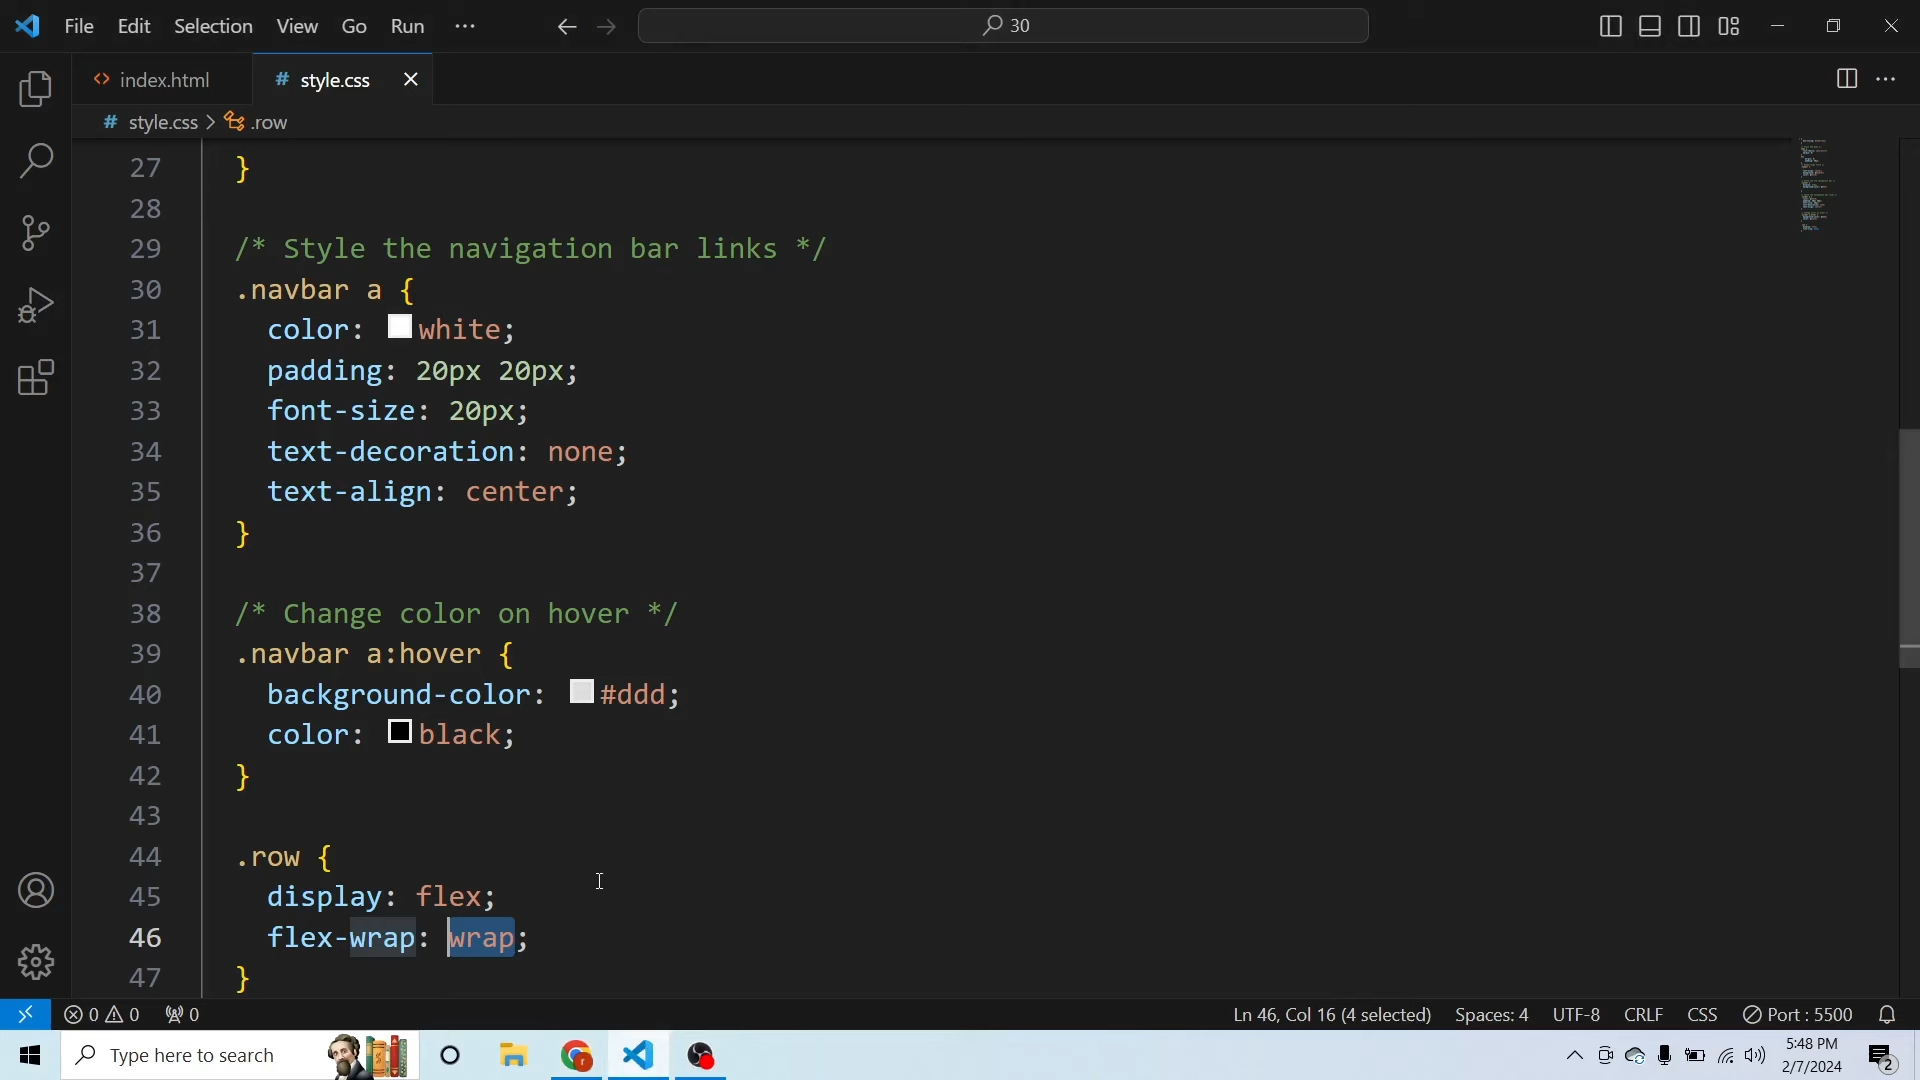 File Edit Selection View Go Run ···
30
index.html
# style.css
# style.css > .row
27 }
28
29 /* Style the navigation bar links */
30 .navbar a {
31 color: white;
32 padding: 20px 20px;
33 font-size: 20px;
34 text-decoration: none;
35 text-align: center;
36 }
37
38 /* Change color on hover */
39 .navbar a:hover {
40 background-color: #ddd;
41 color: black;
42 }
43
44 .row {
45 display: flex;
46 flex-wrap: wrap;
47 }
0 0 0
Ln 46, Col 16 (4 selected) Spaces: 4 UTF-8 CRLF CSS Port : 5500
Type here to search
5:48 PM
2/7/2024
2